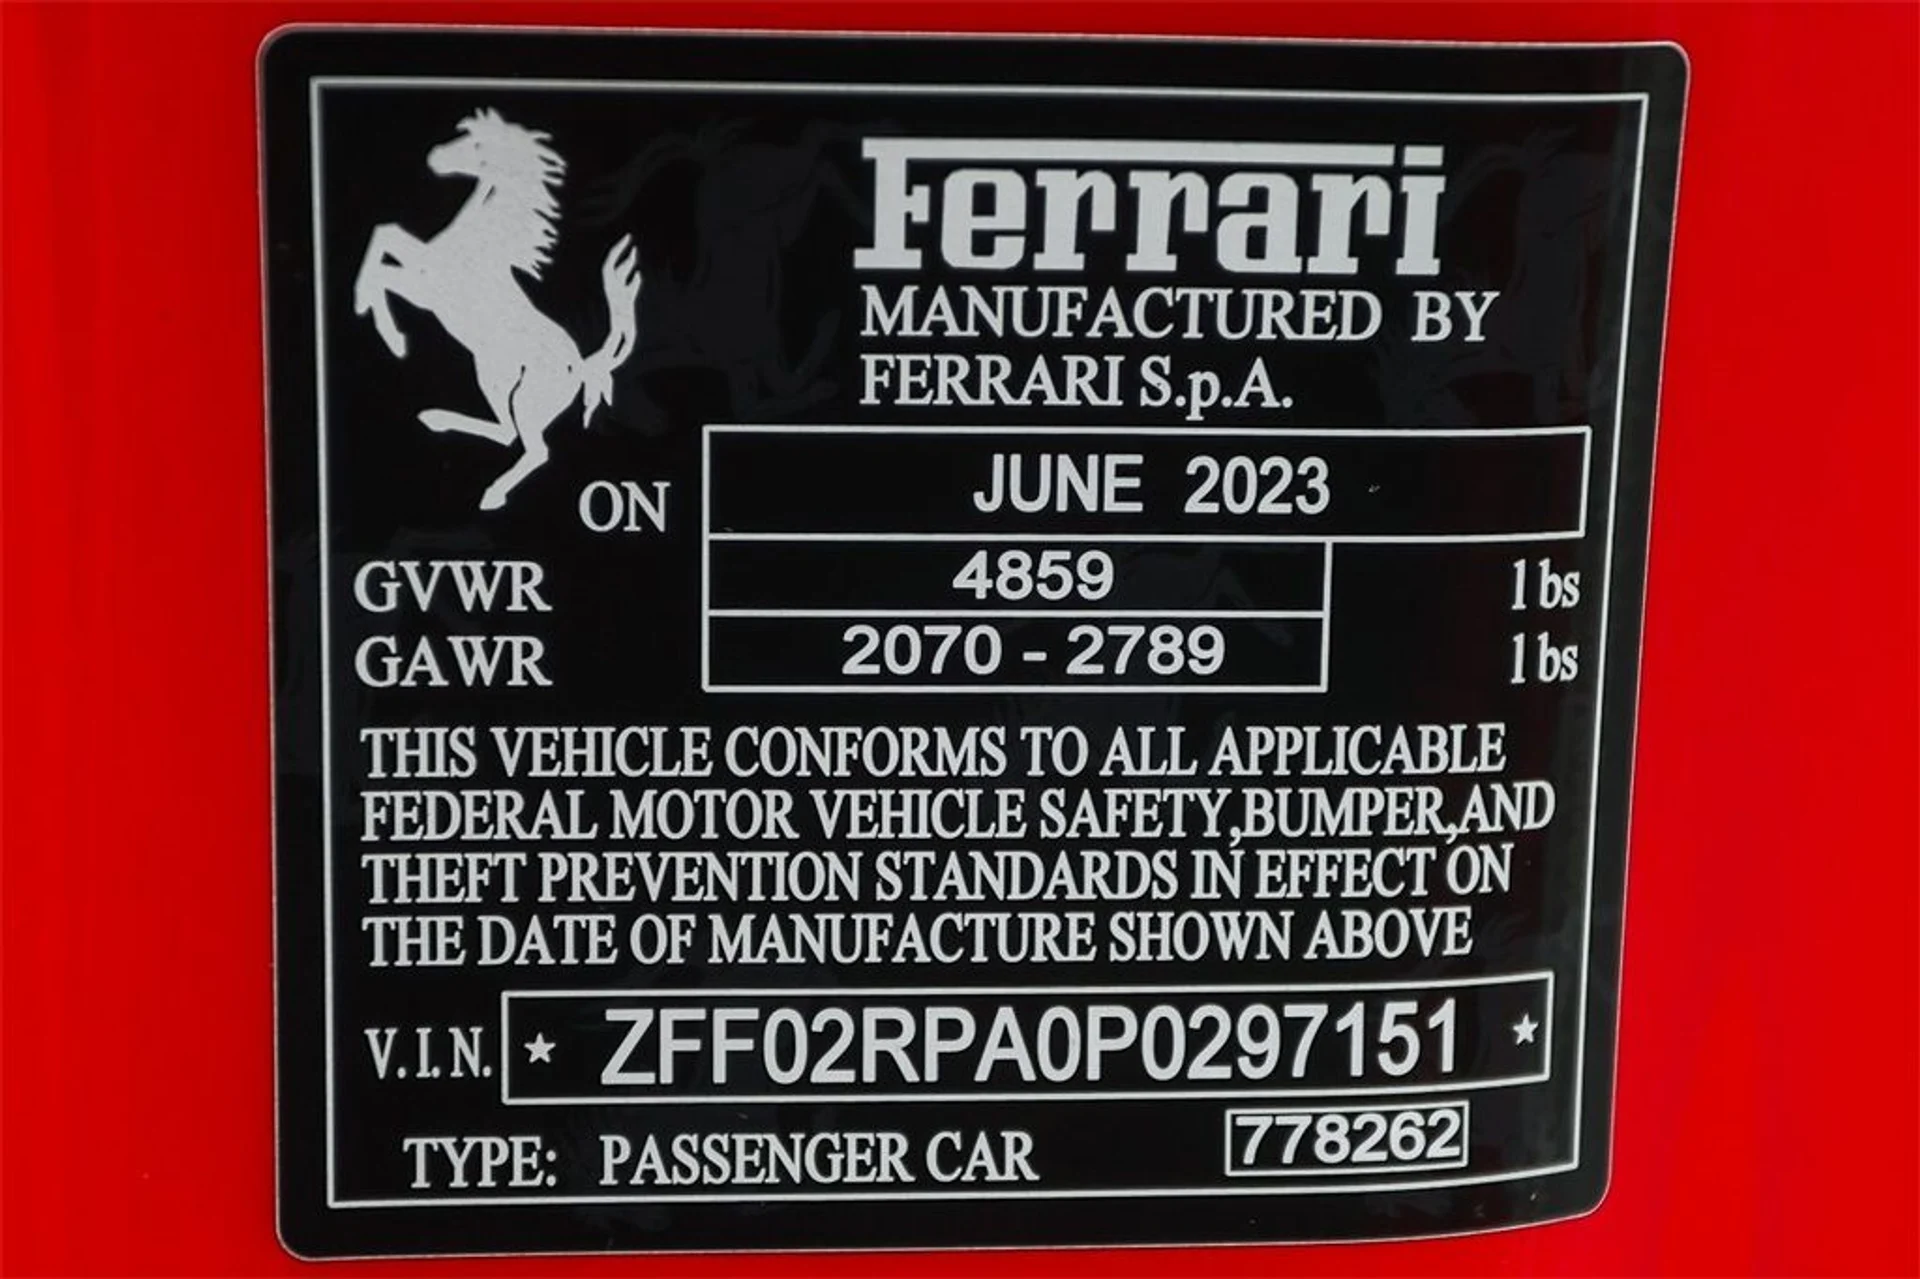 Ferrari
MANUFACTURED BY
FERRARI S.p.A.
ON JUNE 2023
GVWR 4859 lbs
GAWR 2070 - 2789 lbs
THIS VEHICLE CONFORMS TO ALL APPLICABLE
FEDERAL MOTOR VEHICLE SAFETY,BUMPER,AND
THEFT PREVENTION STANDARDS IN EFFECT ON
THE DATE OF MANUFACTURE SHOWN ABOVE
V.I.N. ★ ZFF02RPA0P0297151 ★
TYPE: PASSENGER CAR 778262